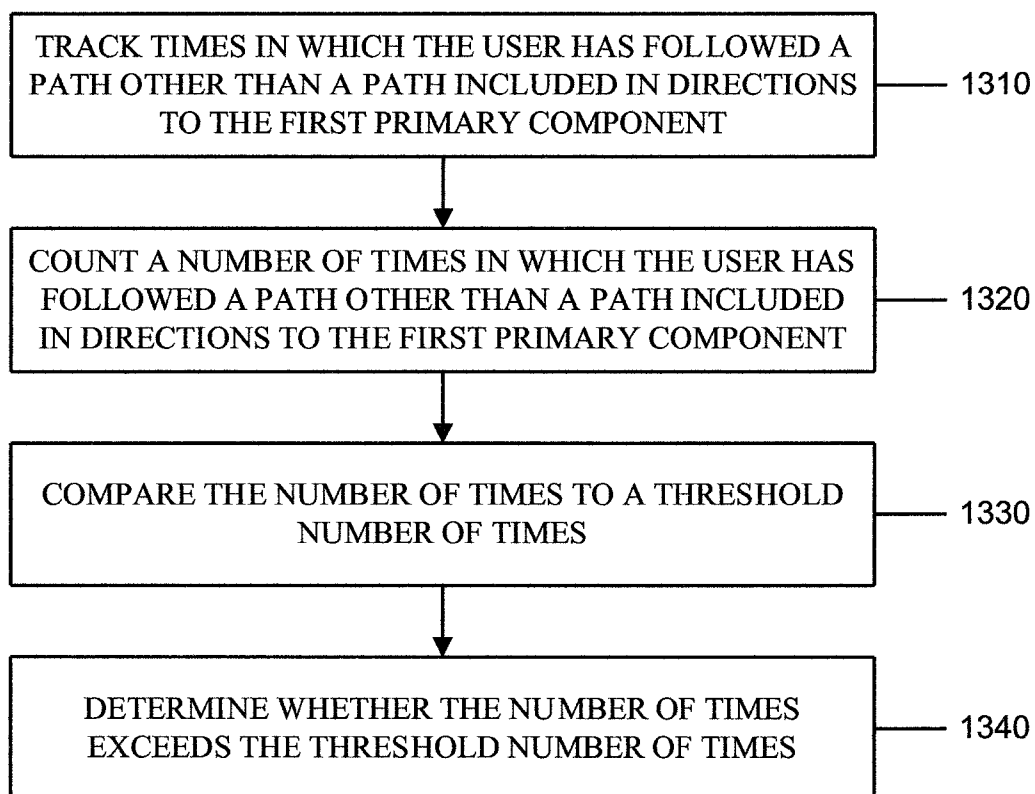 TRACK TIMES IN WHICH THE USER HAS FOLLOWED A
PATH OTHER THAN A PATH INCLUDED IN DIRECTIONS
TO THE FIRST PRIMARY COMPONENT
1310
COUNT A NUMBER OF TIMES IN WHICH THE USER HAS
FOLLOWED A PATH OTHER THAN A PATH INCLUDED
IN DIRECTIONS TO THE FIRST PRIMARY COMPONENT
1320
COMPARE THE NUMBER OF TIMES TO A THRESHOLD
NUMBER OF TIMES
1330
DETERMINE WHETHER THE NUMBER OF TIMES
EXCEEDS THE THRESHOLD NUMBER OF TIMES
1340